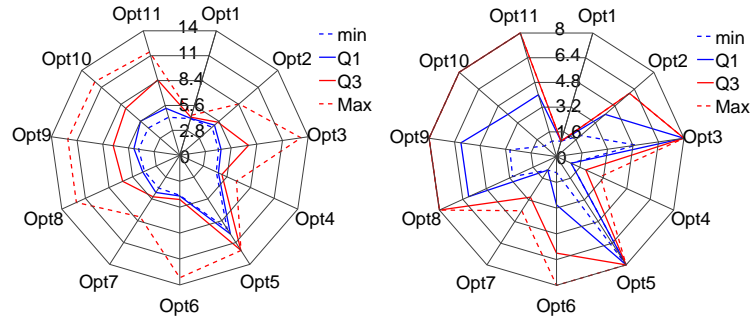 14
11
8.4
5.6
2.8
0
Opt1
Opt2
Opt3
Opt4
Opt5
Opt6
Opt7
Opt8
Opt9
Opt10
Opt11
min
Q1
Q3
Max
8
6.4
4.8
3.2
1.6
0
Opt1
Opt2
Opt3
Opt4
Opt5
Opt6
Opt7
Opt8
Opt9
Opt10
Opt11
min
Q1
Q3
Max